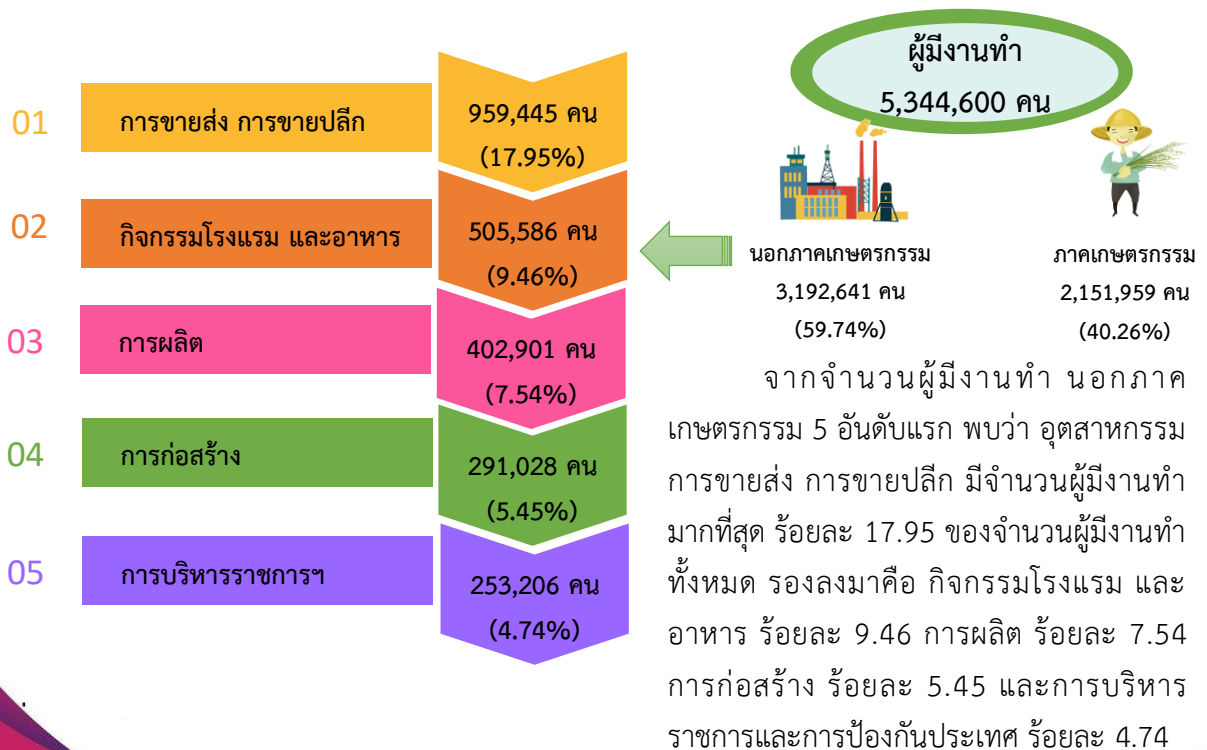 ผู้มีงานทำ
5,344,600 คน
01
การขายส่ง การขายปลีก
959,445 คน
(17.95%)
02
กิจกรรมโรงแรม และอาหาร
505,586 คน
(9.46%)
03
การผลิต
402,901 คน
(7.54%)
04
การก่อสร้าง
291,028 คน
(5.45%)
05
การบริหารราชการฯ
253,206 คน
(4.74%)
นอกภาคเกษตรกรรม
3,192,641 คน
(59.74%)
ภาคเกษตรกรรม
2,151,959 คน
(40.26%)
จากจำนวนผู้มีงานทำ นอกภาค
เกษตรกรรม 5 อันดับแรก พบว่า อุตสาหกรรม
การขายส่ง การขายปลีก มีจำนวนผู้มีงานทำ
มากที่สุด ร้อยละ 17.95 ของจำนวนผู้มีงานทำ
ทั้งหมด รองลงมาคือ กิจกรรมโรงแรม และ
อาหาร ร้อยละ 9.46 การผลิต ร้อยละ 7.54
การก่อสร้าง ร้อยละ 5.45 และการบริหาร
ราชการและการป้องกันประเทศ ร้อยละ 4.74